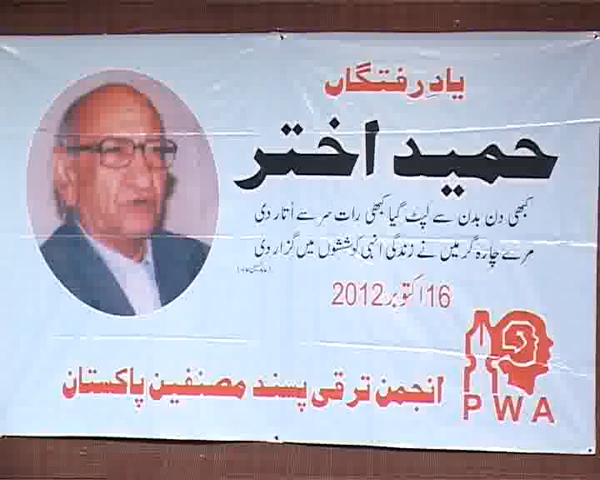 یادِ رفتگاں
حمید اختر
کبھی دن بدن سے لپٹ گیا کبھی رات سر سے اتار دی
مرے چارہ گر میں نے زندگی انہی کوششوں میں گزار دی
16 اکتوبر 2012
انجمن ترقی پسند مصنفین پاکستان
PWA